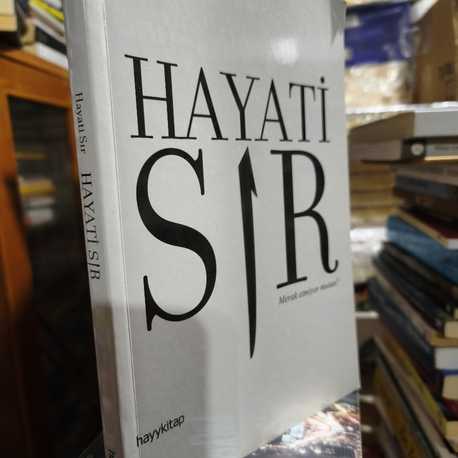 HAYATİ
SIR
Merak etmiyor musun?
hayykitap
Hayati Sır HAYATİ SIR